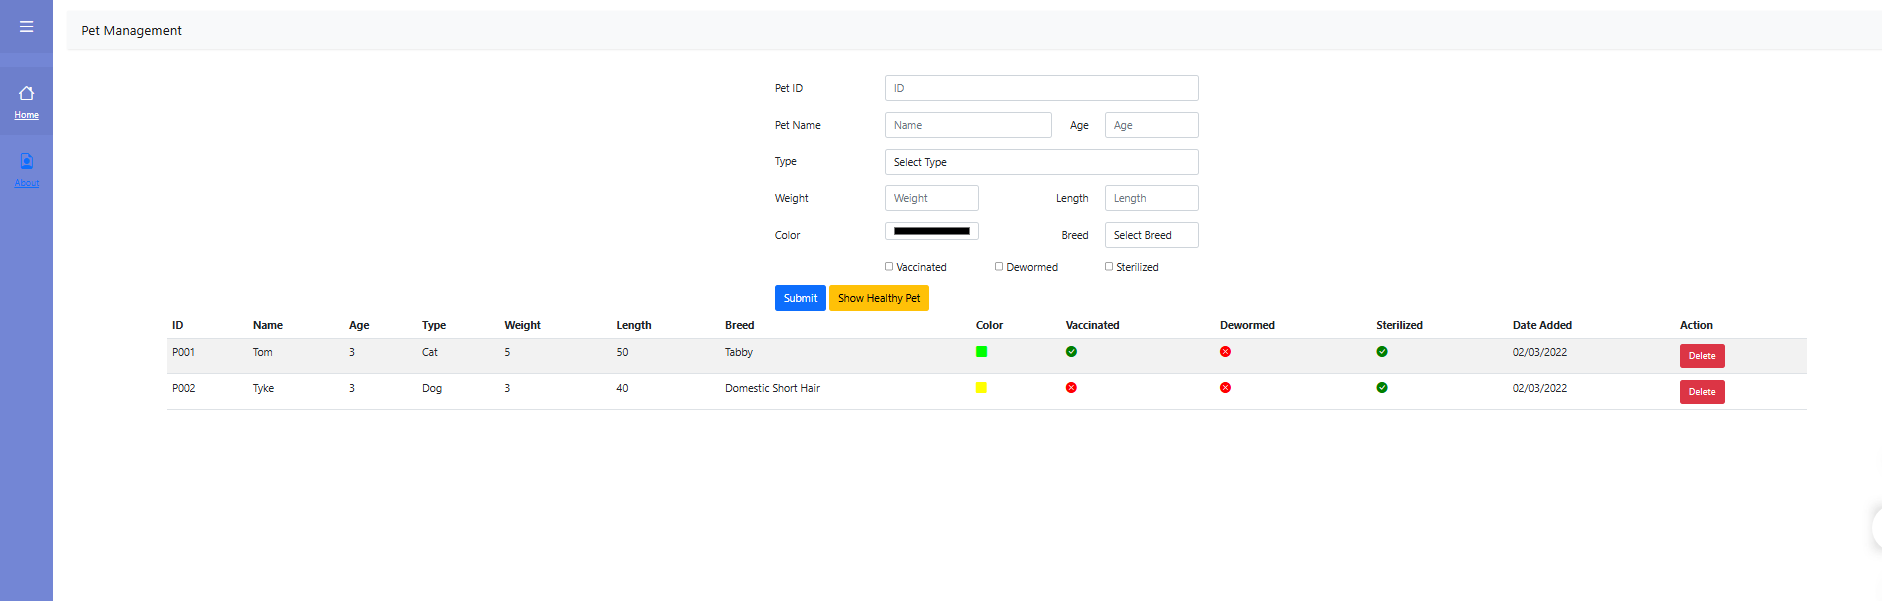 Pet Management
Home
About
Pet ID ID
Pet Name Name Age Age
Type Select Type
Weight Weight Length Length
Color Breed Select Breed
Vaccinated Dewormed Sterilized
Submit Show Healthy Pet
ID Name Age Type Weight Length Breed Color Vaccinated Dewormed Sterilized Date Added Action
P001 Tom 3 Cat 5 50 Tabby 02/03/2022 Delete
P002 Tyke 3 Dog 3 40 Domestic Short Hair 02/03/2022 Delete